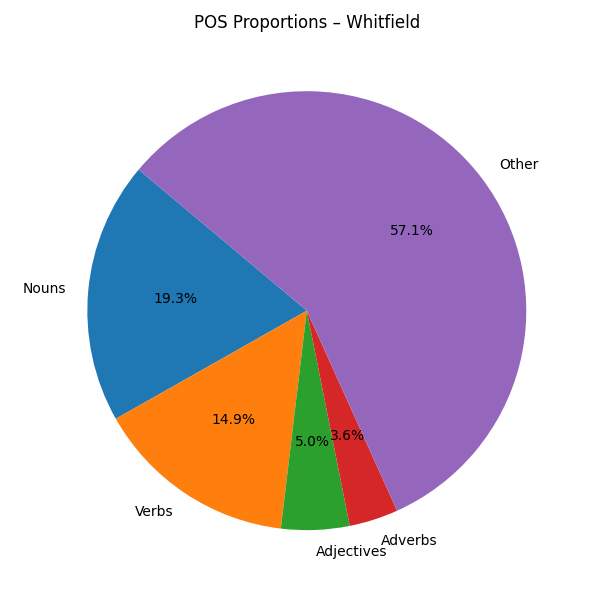 POS Proportions – Whitfield
Other
57.1%
Nouns
19.3%
14.9%
Verbs
5.0%
3.6%
Adjectives
Adverbs